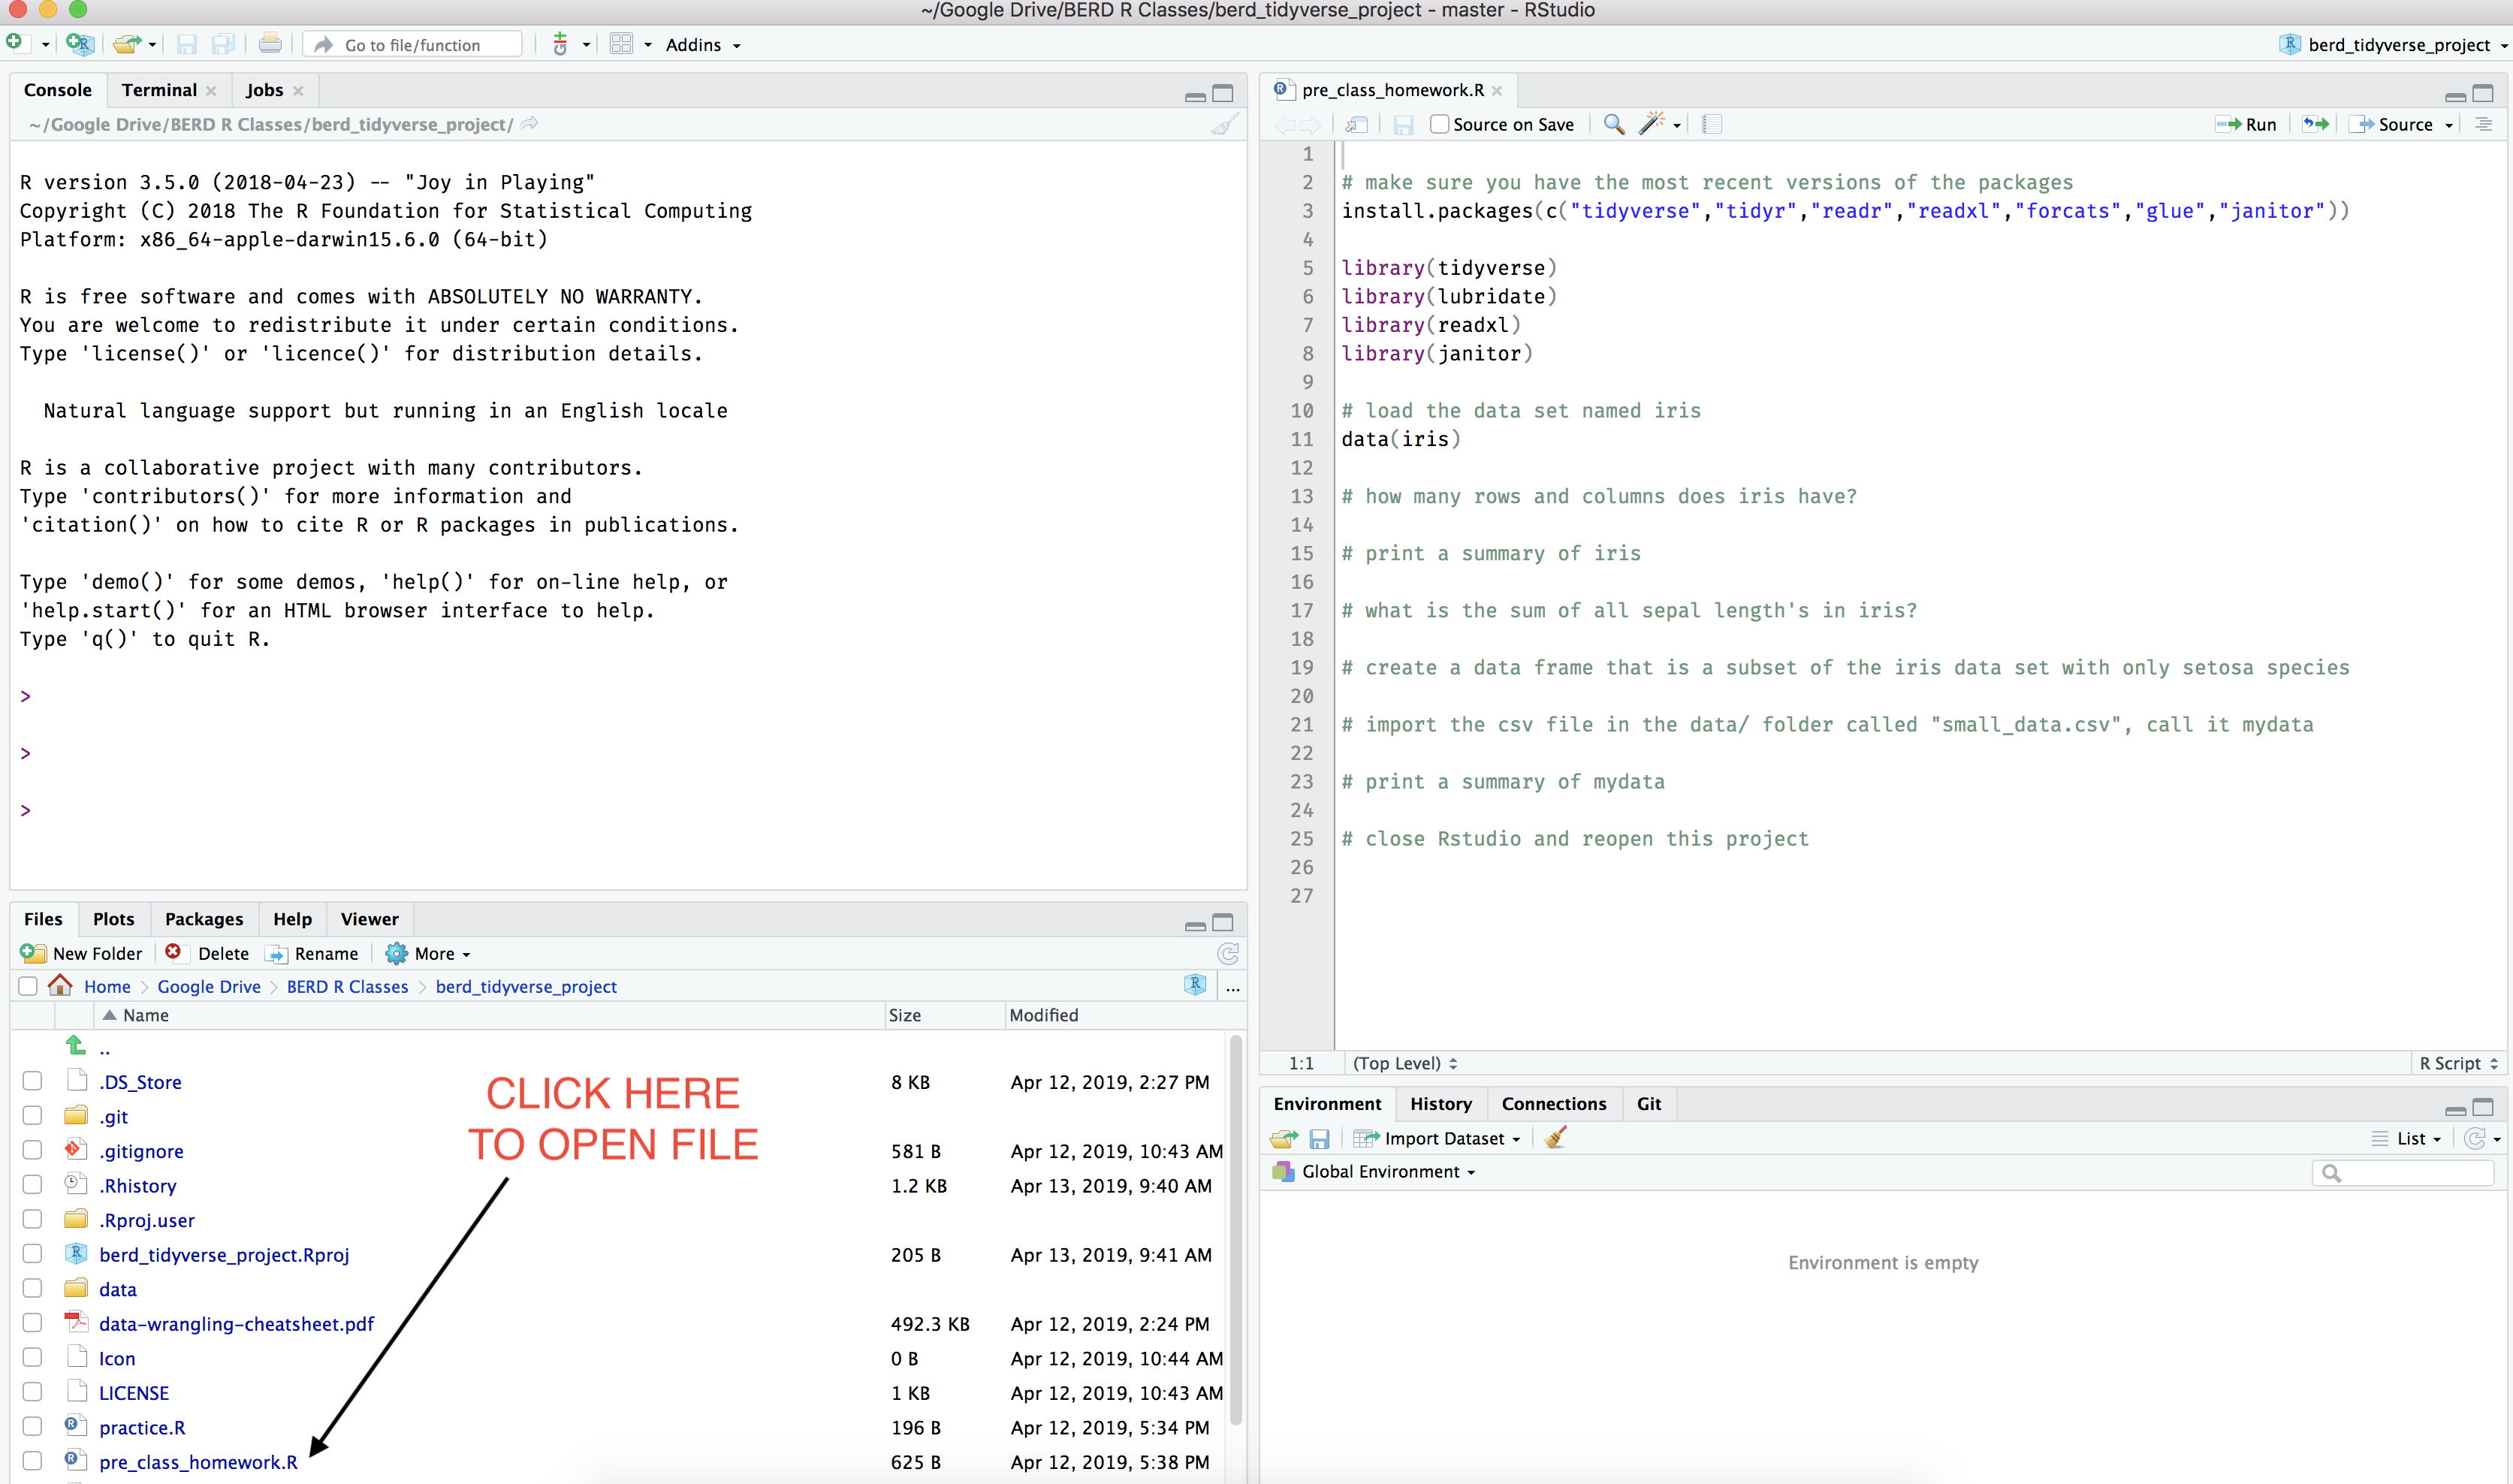 ~/Google Drive/BERD R Classes/berd_tidyverse_project - master - RStudio
Go to file/function
Addins
berd_tidyverse_project
Console
Terminal
Jobs
~/Google Drive/BERD R Classes/berd_tidyverse_project/
R version 3.5.0 (2018-04-23) -- "Joy in Playing"
Copyright (C) 2018 The R Foundation for Statistical Computing
Platform: x86_64-apple-darwin15.6.0 (64-bit)
R is free software and comes with ABSOLUTELY NO WARRANTY.
You are welcome to redistribute it under certain conditions.
Type 'license()' or 'licence()' for distribution details.
Natural language support but running in an English locale
R is a collaborative project with many contributors.
Type 'contributors()' for more information and
'citation()' on how to cite R or R packages in publications.
Type 'demo()' for some demos, 'help()' for on-line help, or
'help.start()' for an HTML browser interface to help.
Type 'q()' to quit R.
>
>
>
pre_class_homework.R
Source on Save
Run
Source
1
2 # make sure you have the most recent versions of the packages
3 install.packages(c("tidyverse","tidyr","readr","readxl","forcats","glue","janitor"))
4
5 library(tidyverse)
6 library(lubridate)
7 library(readxl)
8 library(janitor)
9
10 # load the data set named iris
11 data(iris)
12
13 # how many rows and columns does iris have?
14
15 # print a summary of iris
16
17 # what is the sum of all sepal length's in iris?
18
19 # create a data frame that is a subset of the iris data set with only setosa species
20
21 # import the csv file in the data/ folder called "small_data.csv", call it mydata
22
23 # print a summary of mydata
24
25 # close Rstudio and reopen this project
26
27
1:1 (Top Level) R Script
Files Plots Packages Help Viewer
New Folder Delete Rename More
Home Google Drive BERD R Classes berd_tidyverse_project ...
Name Size Modified
..
.DS_Store 8 KB Apr 12, 2019, 2:27 PM
.git
.gitignore 581 B Apr 12, 2019, 10:43 AM
.Rhistory 1.2 KB Apr 13, 2019, 9:40 AM
.Rproj.user
berd_tidyverse_project.Rproj 205 B Apr 13, 2019, 9:41 AM
data
data-wrangling-cheatsheet.pdf 492.3 KB Apr 12, 2019, 2:24 PM
Icon 0 B Apr 12, 2019, 10:44 AM
LICENSE 1 KB Apr 12, 2019, 10:43 AM
practice.R 196 B Apr 12, 2019, 5:34 PM
pre_class_homework.R 625 B Apr 12, 2019, 5:38 PM
CLICK HERE
TO OPEN FILE
Environment History Connections Git
Import Dataset List
Global Environment
Environment is empty